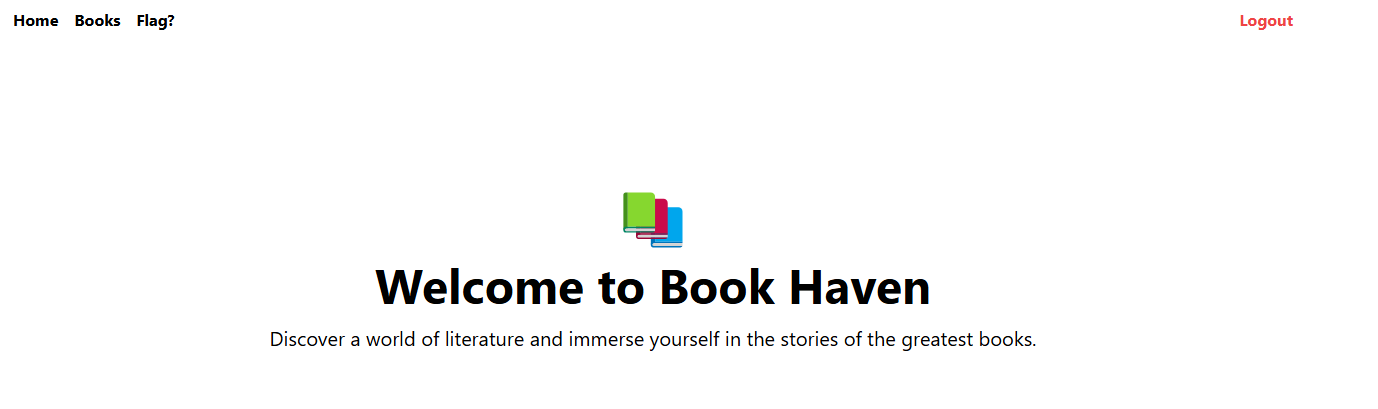 Home Books Flag? Logout
Welcome to Book Haven
Discover a world of literature and immerse yourself in the stories of the greatest books.